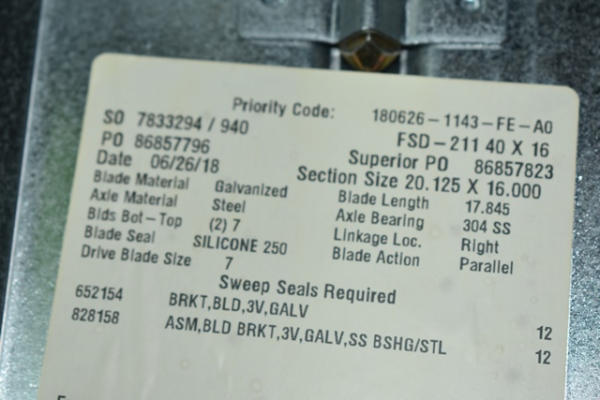 Priority Code: 180626-1143-FE-A0
SO 7833294 / 940 FSD-211 40 X 16
PO 86857796 Superior PO 86857823
Date 06/26/18 Section Size 20.125 X 16.000
Blade Material Galvanized Blade Length 17.845
Axle Material Steel Axle Bearing 304 SS
Blds Bot-Top (2) 7 Linkage Loc. Right
Blade Seal SILICONE 250 Blade Action Parallel
Drive Blade Size 7
Sweep Seals Required
652154 BRKT,BLD,3V,GALV 12
828158 ASM,BLD BRKT,3V,GALV,SS BSHG/STL 12